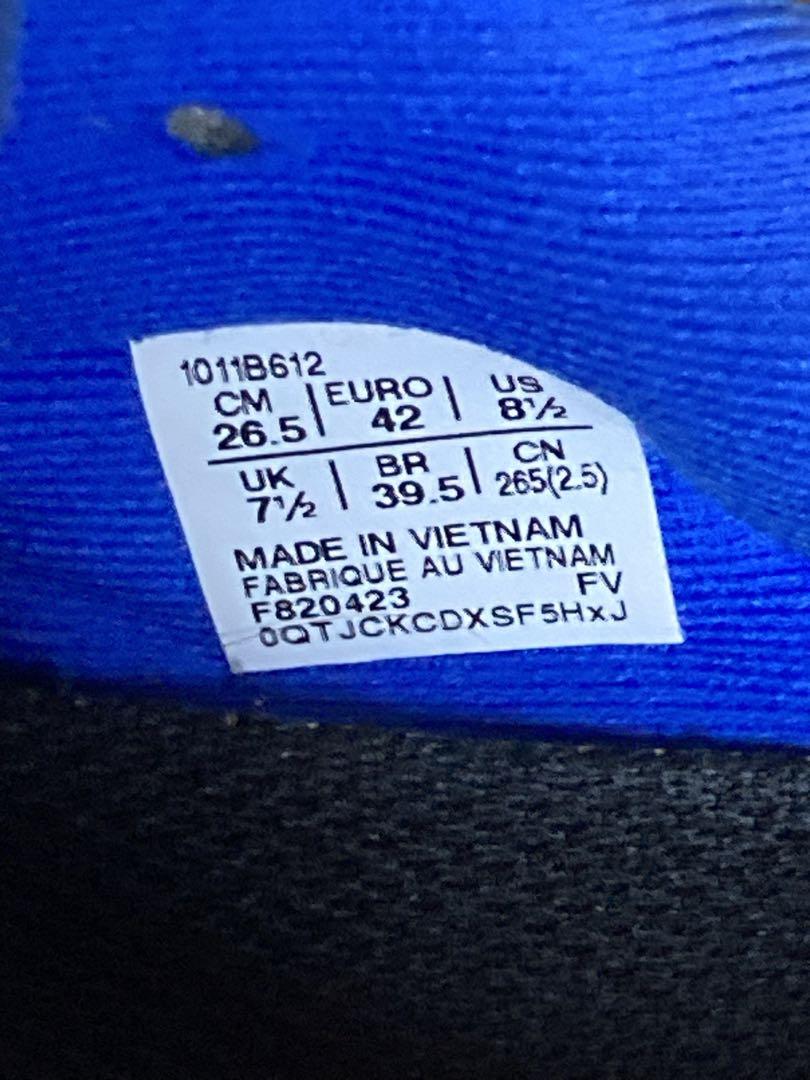 1011B612
CM | EURO | US
26.5 | 42 | 8½
UK | BR | CN
7½ | 39.5 | 265(2.5)
MADE IN VIETNAM
FABRIQUE AU VIETNAM
F820423 FV
0QTJCKCDXSF5HxJ